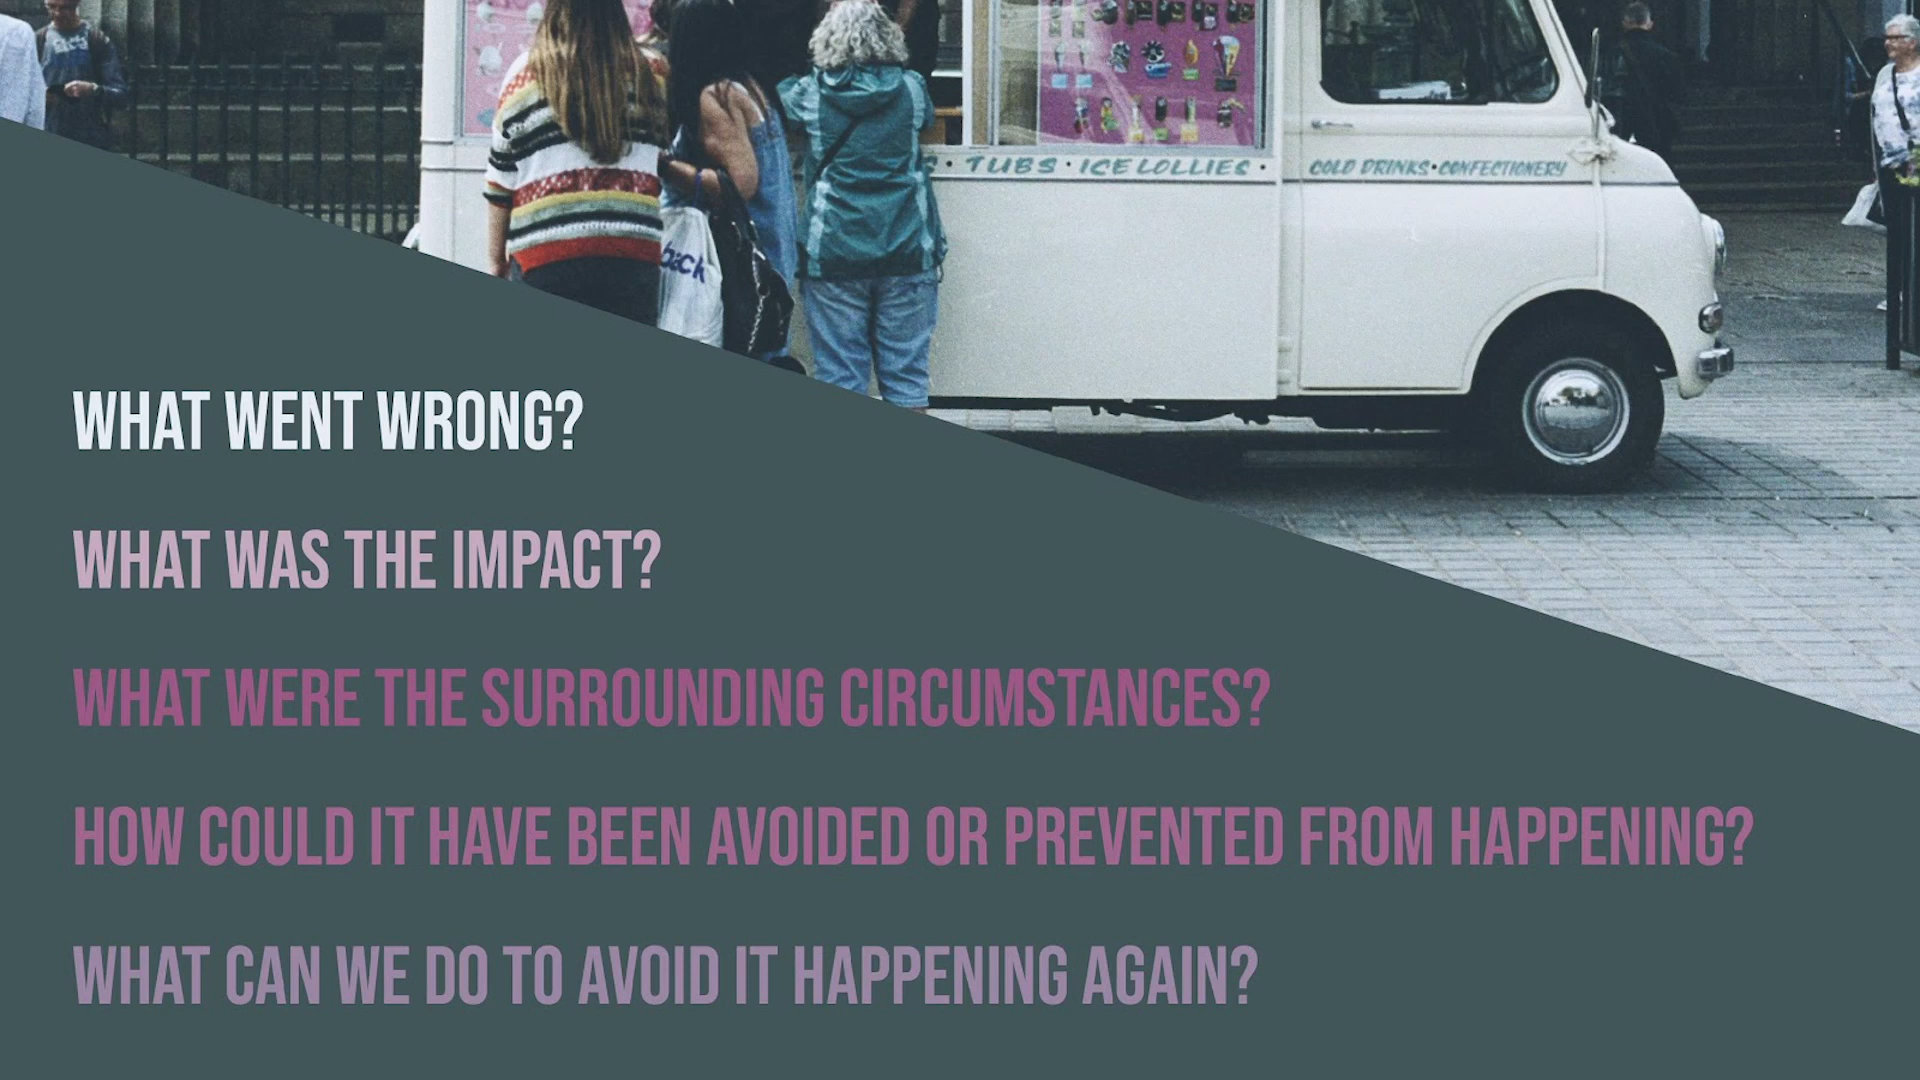 · TUBS · ICE LOLLIES ·
COLD DRINKS · CONFECTIONERY
back
WHAT WENT WRONG?
WHAT WAS THE IMPACT?
WHAT WERE THE SURROUNDING CIRCUMSTANCES?
HOW COULD IT HAVE BEEN AVOIDED OR PREVENTED FROM HAPPENING?
WHAT CAN WE DO TO AVOID IT HAPPENING AGAIN?